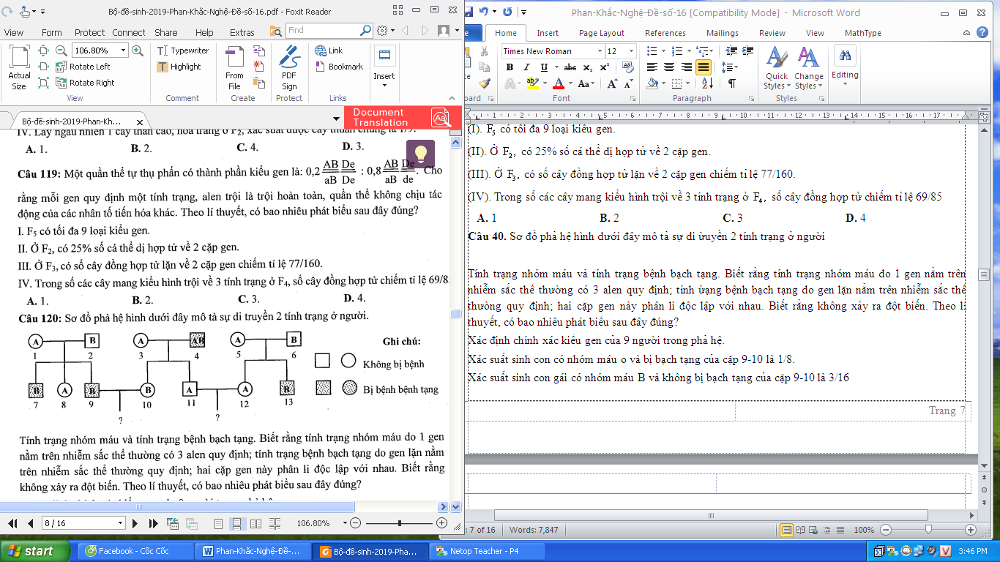 Bộ-đề-sinh-2019-Phan-Khắc-Nghệ-Đề-số-16.pdf - Foxit Reader
View Form Protect Connect Share Help Extras Find
Actual Size
106.80%
Rotate Left
Rotate Right
View
Typewriter
Highlight
Comment
From File
Create
PDF Sign
Protect
Link
Bookmark
Links
Insert
Bộ-đề-sinh-2019-Phan-Kh...
Document Translation
IV. Lấy ngẫu nhiên 1 cây thân cao, hoa trắng ở F2, xác suất được cây thuần chủng là 1/9.
A. 1. B. 2. C. 4. D. 3.
Câu 119: Một quần thể tự thụ phấn có thành phần kiểu gen là: 0,2 AB/aB De/De : 0,8 AB/aB De/de. Cho
rằng mỗi gen quy định một tính trạng, alen trội là trội hoàn toàn, quần thể không chịu tác
động của các nhân tố tiến hóa khác. Theo lí thuyết, có bao nhiêu phát biểu sau đây đúng?
I. F5 có tối đa 9 loại kiểu gen.
II. Ở F2, có 25% số cá thể dị hợp tử về 2 cặp gen.
III. Ở F3, có số cây đồng hợp tử lặn về 2 cặp gen chiếm tỉ lệ 77/160.
IV. Trong số các cây mang kiểu hình trội về 3 tính trạng ở F4, số cây đồng hợp tử chiếm tỉ lệ 69/8
A. 1. B. 2. C. 3. D. 4.
Câu 120: Sơ đồ phả hệ hình dưới đây mô tả sự di truyền 2 tính trạng ở người.
A B A AB A B
1 2 3 4 5 6
B A B B A A B
7 8 9 10 11 12 13
? ?
Ghi chú:
Không bị bệnh
Bị bệnh bệnh tạng
Tính trạng nhóm máu và tính trạng bệnh bạch tạng. Biết rằng tính trạng nhóm máu do 1 gen
nằm trên nhiễm sắc thể thường có 3 alen quy định; tính trạng bệnh bạch tạng do gen lặn nằm
trên nhiễm sắc thể thường quy định; hai cặp gen này phân li độc lập với nhau. Biết rằng
không xảy ra đột biến. Theo lí thuyết, có bao nhiêu phát biểu sau đây đúng?
8 / 16 106.80%
Phan-Khắc-Nghệ-Đề-số-16 [Compatibility Mode] - Microsoft Word
Home Insert Page Layout References Mailings Review View MathType
Times New Roman 12
Quick Styles
Change Styles
Editing
Font Paragraph Styles
1 2 3 4 5 6 7 8 9 10 11 12 13 14 15 16 17
(I). F5 có tối đa 9 loại kiểu gen.
(II). Ở F2, có 25% số cá thể dị hợp tử về 2 cặp gen.
(III). Ở F3, có số cây đồng hợp tử lặn về 2 cặp gen chiếm tỉ lệ 77/160.
(IV). Trong số các cây mang kiểu hình trội về 3 tính trạng ở F4, số cây đồng hợp tử chiếm tỉ lệ 69/85
A. 1 B. 2 C. 3 D. 4
Câu 40. Sơ đồ phả hệ hình dưới đây mô tả sự di ừuyền 2 tính trạng ở người
Tính trạng nhóm máu và tính trạng bệnh bạch tạng. Biết rằng tính trạng nhóm máu do 1 gen nằm trên
nhiễm sắc thể thường có 3 alen quy định; tính ừạng bệnh bạch tạng do gen lặn nằm trên nhiễm sắc thể
thường quy định; hai cặp gen này phân li độc lập với nhau. Biết rằng không xảy ra đột biến. Theo lí
thuyết, có bao nhiêu phát biểu sau đây đúng?
Xác định chính xác kiểu gen của 9 người trong phả hệ.
Xác suất sinh con có nhóm máu o và bị bạch tạng của cặp 9-10 là 1/8.
Xác suất sinh con gái có nhóm máu B và không bị bạch tạng của cặp 9-10 là 3/16
Trang 7
: 7 of 16 Words: 7,847 100%
start
Facebook - Cốc Cốc
Phan-Khắc-Nghệ-Đề-...
Bộ-đề-sinh-2019-Pha...
Netop Teacher - P4
3:46 PM